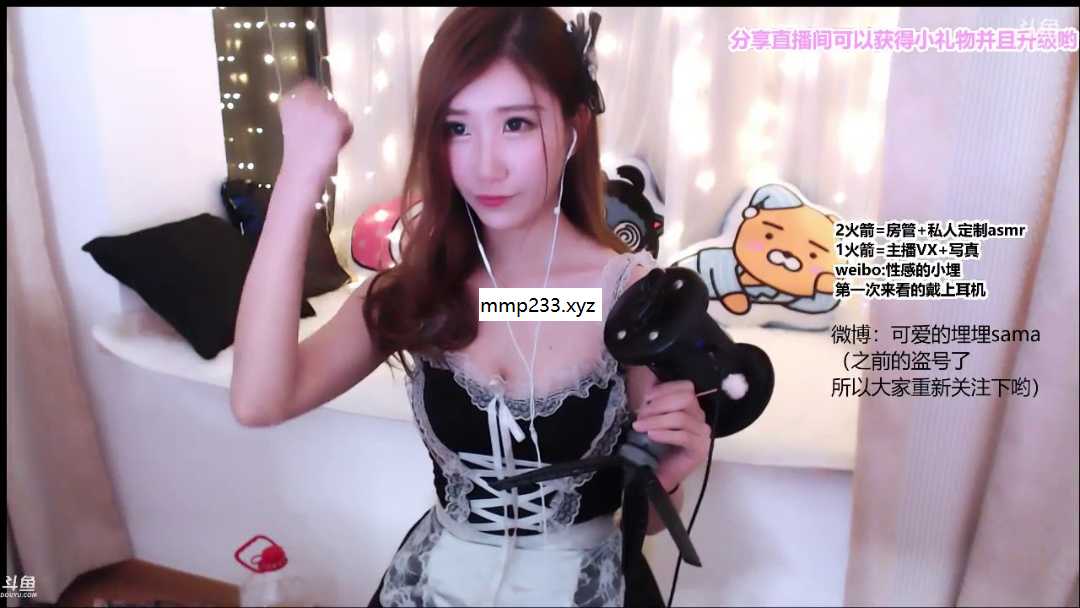 斗鱼
分享直播间可以获得小礼物并且升级哟
2火箭=房管+私人定制asmr
1火箭=主播VX+写真
weibo:性感的小埋
第一次来看的戴上耳机
mmp233.xyz
微博：可爱的埋埋sama
（之前的盗号了
所以大家重新关注下哟）
斗鱼
DOUYU.COM